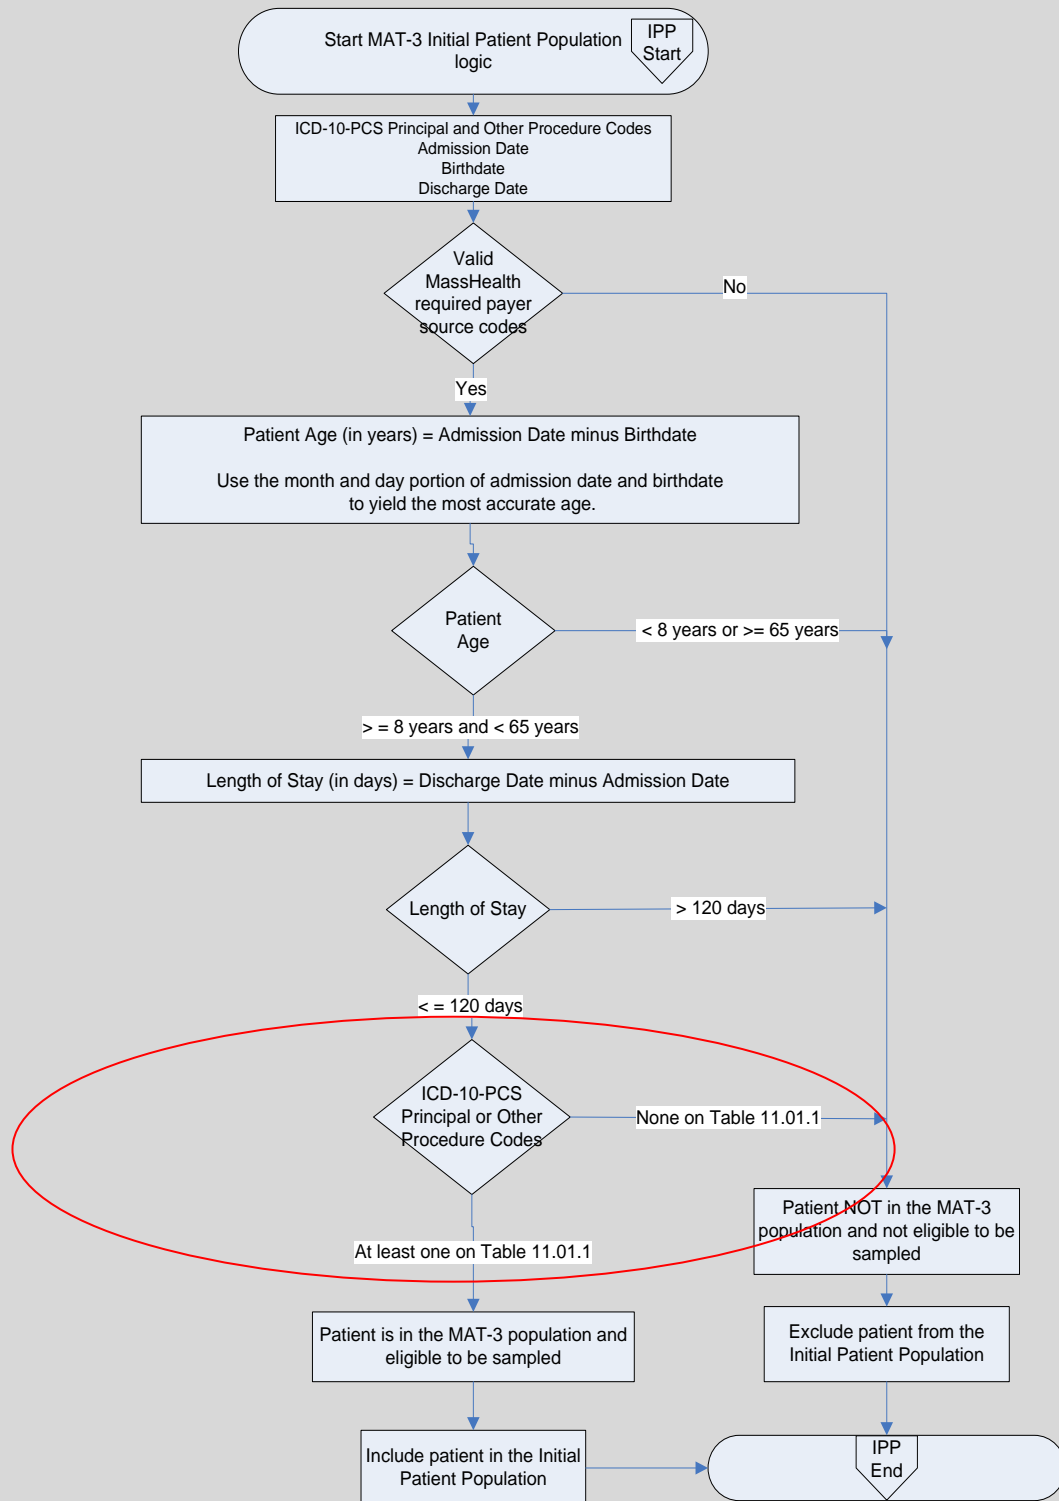 Start MAT-3 Initial Patient Population
logic
IPP
Start
ICD-10-PCS Principal and Other Procedure Codes
Admission Date
Birthdate
Discharge Date
Valid
MassHealth
required payer
source codes
No
Yes
Patient Age (in years) = Admission Date minus Birthdate
Use the month and day portion of admission date and birthdate
to yield the most accurate age.
Patient
Age
< 8 years or >= 65 years
> = 8 years and < 65 years
Length of Stay (in days) = Discharge Date minus Admission Date
Length of Stay
> 120 days
< = 120 days
ICD-10-PCS
Principal or Other
Procedure Codes
None on Table 11.01.1
At least one on Table 11.01.1
Patient NOT in the MAT-3
population and not eligible to be
sampled
Patient is in the MAT-3 population and
eligible to be sampled
Exclude patient from the
Initial Patient Population
Include patient in the Initial
Patient Population
IPP
End